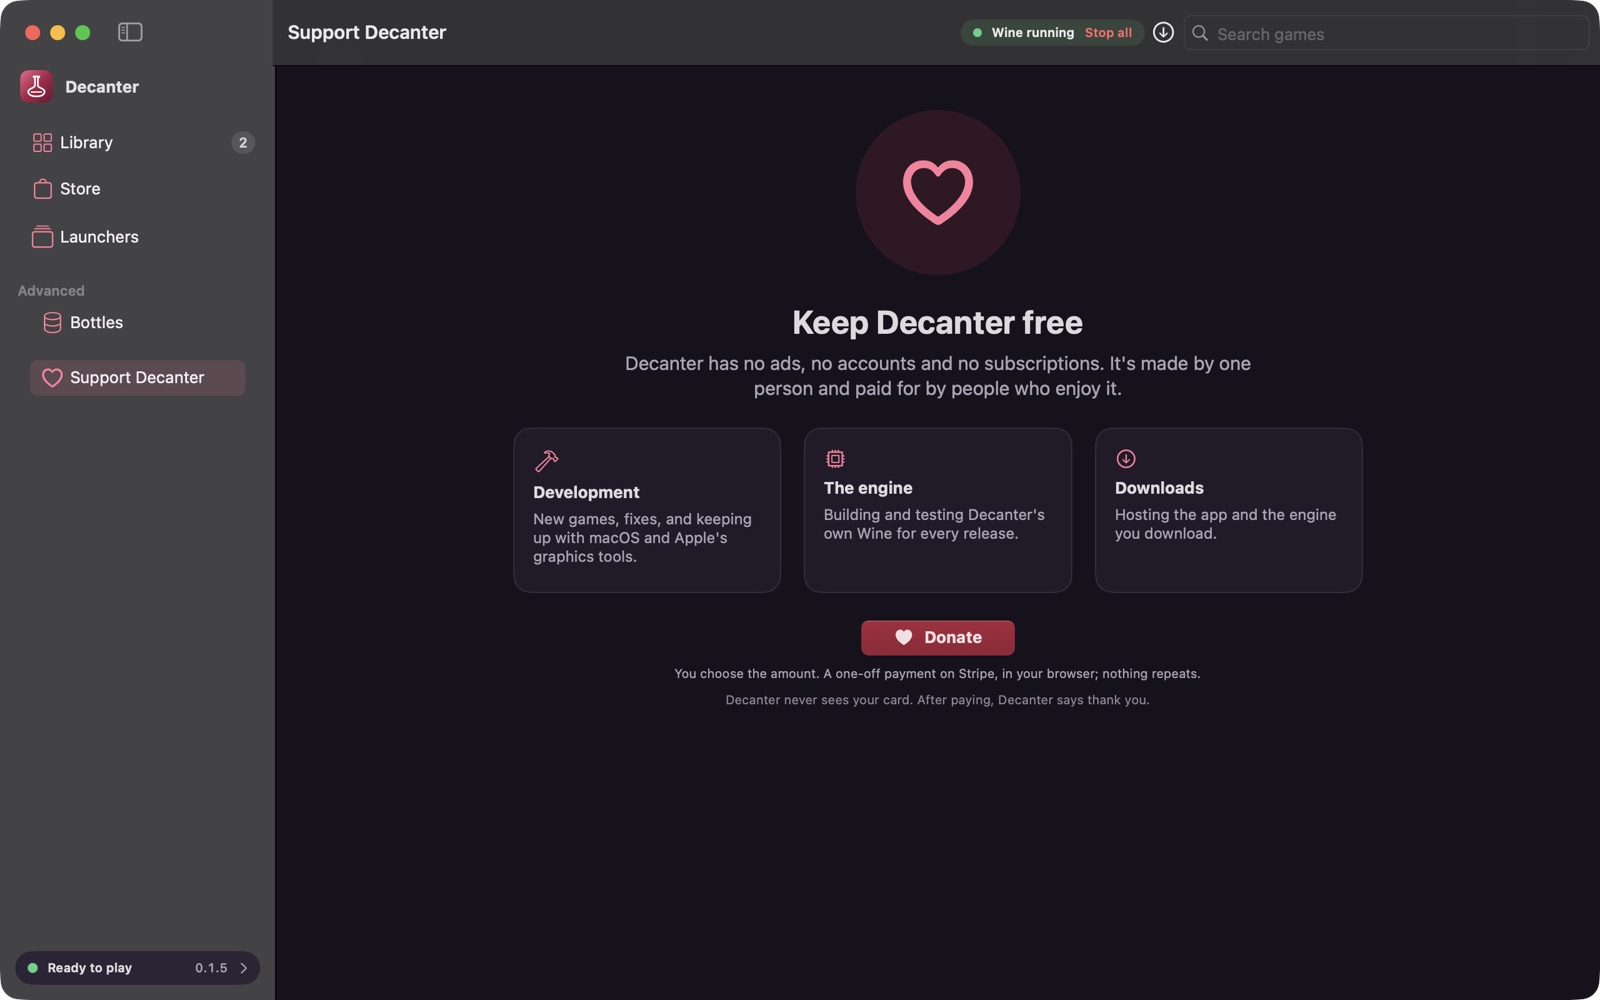 Support Decanter
Wine running Stop all
Search games
Decanter
Library 2
Store
Launchers
Advanced
Bottles
Support Decanter
Ready to play 0.1.5
Keep Decanter free
Decanter has no ads, no accounts and no subscriptions. It's made by one
person and paid for by people who enjoy it.
Development
New games, fixes, and keeping
up with macOS and Apple's
graphics tools.
The engine
Building and testing Decanter's
own Wine for every release.
Downloads
Hosting the app and the engine
you download.
Donate
You choose the amount. A one-off payment on Stripe, in your browser; nothing repeats.
Decanter never sees your card. After paying, Decanter says thank you.